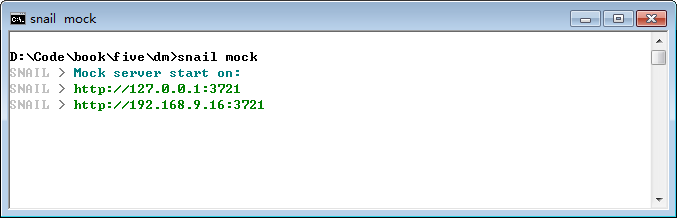 snail  mock
D:\Code\book\five\dm>snail mock
SNAIL > Mock server start on:
SNAIL > http://127.0.0.1:3721
SNAIL > http://192.168.9.16:3721